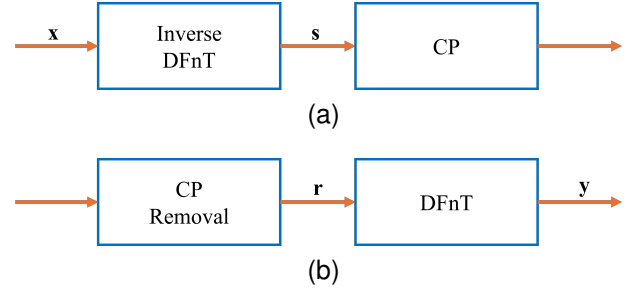 x
Inverse
DFnT
s
CP
(a)
CP
Removal
r
DFnT
y
(b)